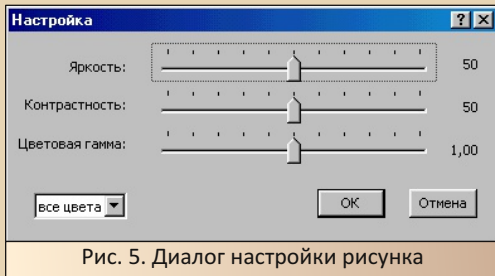 Настройка
Яркость: 50
Контрастность: 50
Цветовая гамма: 1,00
все цвета OK Отмена
Рис. 5. Диалог настройки рисунка